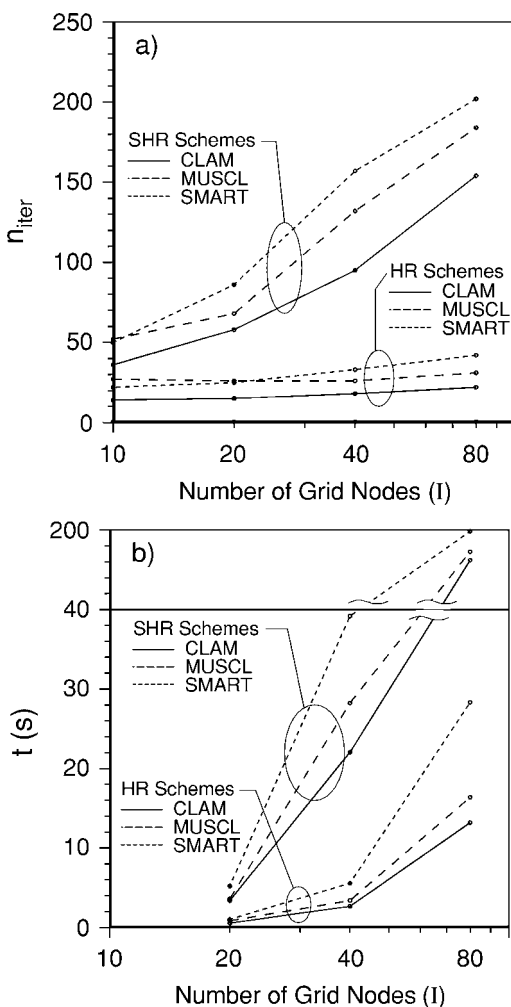 250
a)
200
SHR Schemes
CLAM
MUSCL
SMART
150
n_iter
100
HR Schemes
CLAM
MUSCL
SMART
50
0
10 20 40 80
Number of Grid Nodes (I)
200
b)
40
SHR Schemes
CLAM
MUSCL
SMART
30
t (s)
20
HR Schemes
CLAM
MUSCL
SMART
10
0
10 20 40 80
Number of Grid Nodes (I)